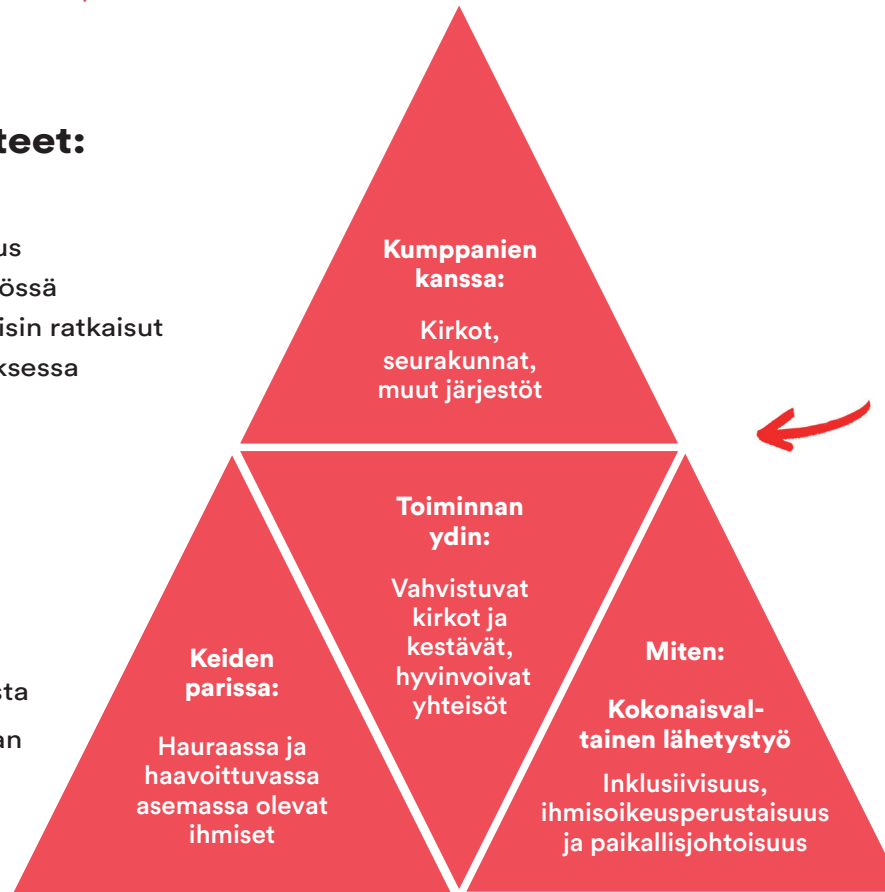 teet:
us
össä
isin ratkaisut
ksessa
sta
an
Kumppanien
kanssa:
Kirkot,
seurakunnat,
muut järjestöt
Toiminnan
ydin:
Vahvistuvat
kirkot ja
kestävät,
hyvinvoivat
yhteisöt
Keiden
parissa:
Hauraassa ja
haavoittuvassa
asemassa olevat
ihmiset
Miten:
Kokonaisval-
tainen lähetystyö
Inklusiivisuus,
ihmisoikeusperustaisuus
ja paikallisjohtoisuus